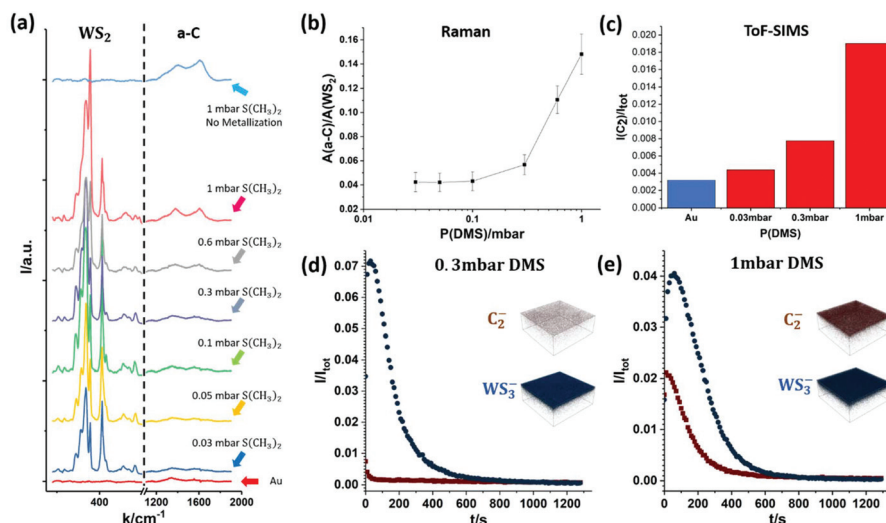 (a)
WS₂
a-C
1 mbar S(CH₃)₂
No Metallization
1 mbar S(CH₃)₂
0.6 mbar S(CH₃)₂
0.3 mbar S(CH₃)₂
0.1 mbar S(CH₃)₂
0.05 mbar S(CH₃)₂
0.03 mbar S(CH₃)₂
Au
I/a.u.
400 1200 1600 2000
k/cm⁻¹
(b)
Raman
A(a-C)/A(WS₂)
0.16
0.14
0.12
0.10
0.08
0.06
0.04
0.02
0.01 0.1 1
P(DMS)/mbar
(c)
ToF-SIMS
I(C₂)/Iₜₒₜ
0.020
0.018
0.016
0.014
0.012
0.010
0.008
0.006
0.004
0.002
0.000
Au 0.03mbar 0.3mbar 1mbar
P(DMS)
(d)
0.3mbar DMS
I/Iₜₒₜ
0.07
0.06
0.05
0.04
0.03
0.02
0.01
0.00
C₂⁻
WS₃⁻
0 200 400 600 800 1000 1200
t/s
(e)
1mbar DMS
I/Iₜₒₜ
0.04
0.03
0.02
0.01
0.00
C₂⁻
WS₃⁻
0 200 400 600 800 1000 1200
t/s